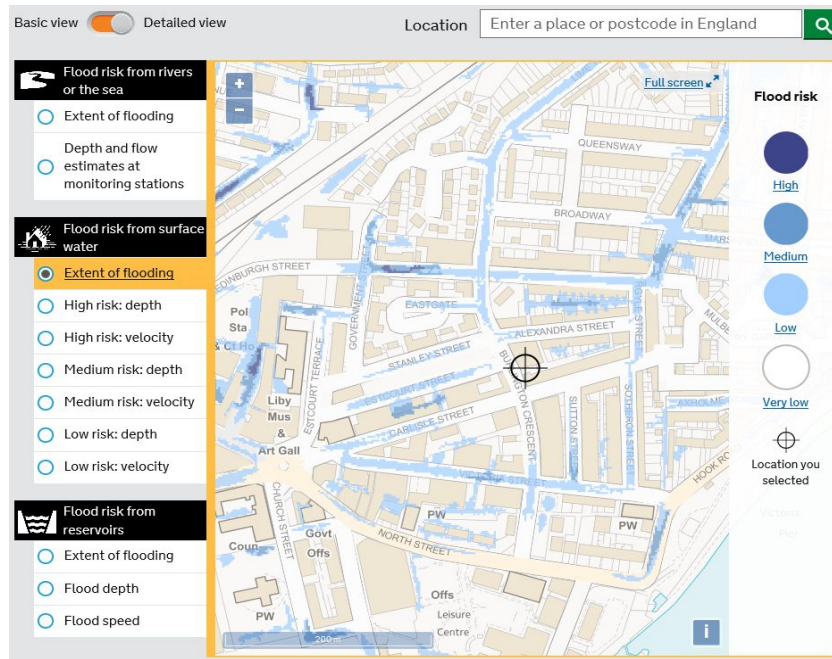 Basic view
Detailed view
Location
Enter a place or postcode in England
Flood risk from rivers
or the sea
Extent of flooding
Depth and flow
estimates at
monitoring stations
Flood risk from surface
water
Extent of flooding
High risk: depth
High risk: velocity
Medium risk: depth
Medium risk: velocity
Low risk: depth
Low risk: velocity
Flood risk from
reservoirs
Extent of flooding
Flood depth
Flood speed
+
−
Full screen
QUEENSWAY
BROADWAY
EDINBURGH STREET
GOVERNMENT STREET
EASTGATE
ALEXANDRA STREET
STANLEY STREET
Pol
Sta
& Ct Ho
ESTCOURT TERRACE
ESTCOURT STREET
CARLISLE STREET
SUTTON STREET
Liby
Mus
&
Art Gall
CHURCH STREET
PW
NORTH STREET
Govt
Offs
PW
Coun
PW
Offs
Leisure
Centre
200 m
i
Flood risk
High
Medium
Low
Very low
Location you
selected
Victoria
Pier